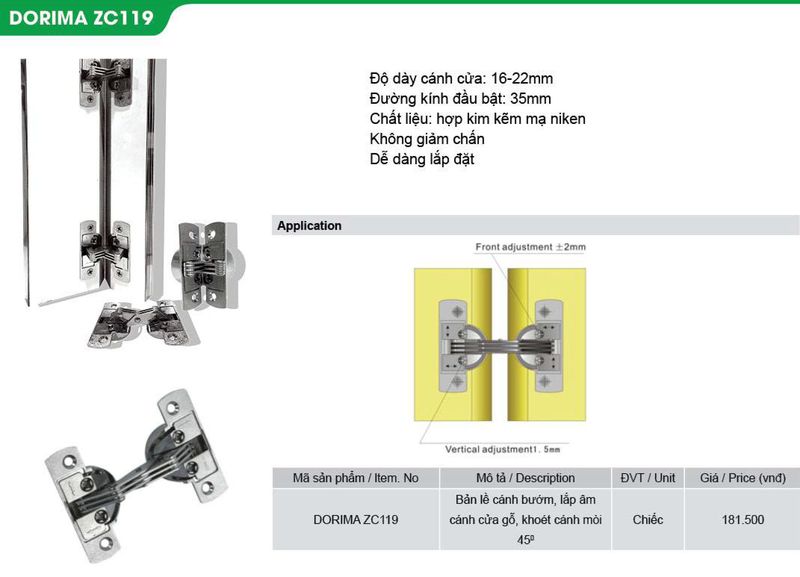 DORIMA ZC119
Độ dày cánh cửa: 16-22mm
Đường kính đầu bật: 35mm
Chất liệu: hợp kim kẽm mạ niken
Không giảm chấn
Dễ dàng lắp đặt
Application
Front adjustment ±2mm
Vertical adjustment1. 5mm
Mã sản phẩm / Item. No
Mô tả / Description
ĐVT / Unit
Giá / Price (vnđ)
DORIMA ZC119
Bản lề cánh bướm, lắp âm
cánh cửa gỗ, khoét cánh mòi
45⁰
Chiếc
181.500